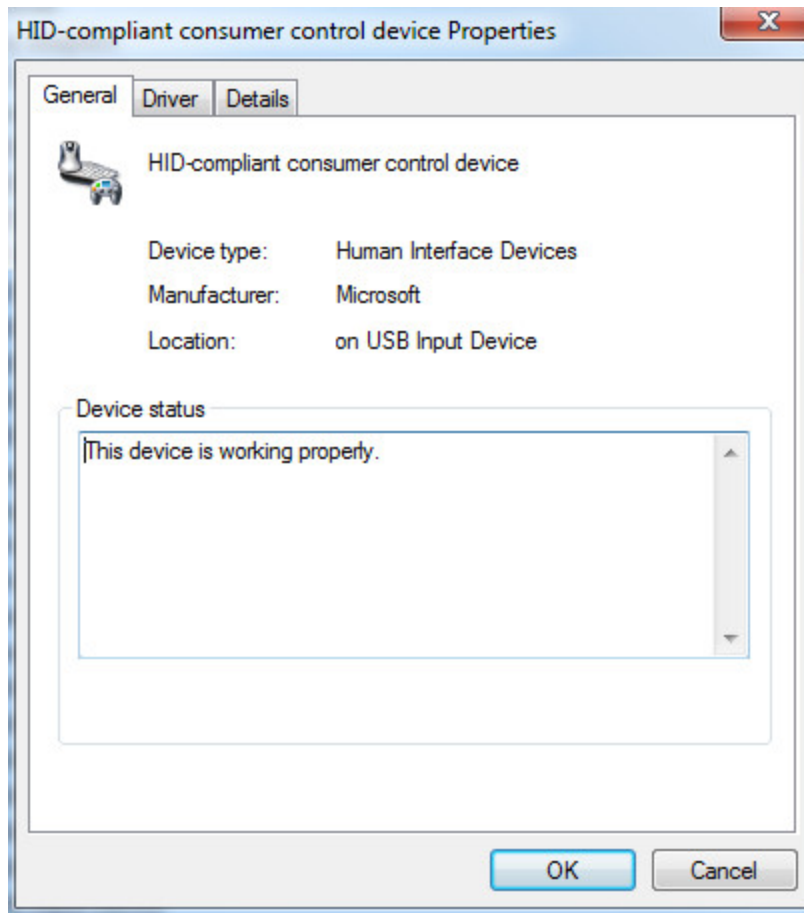 HID-compliant consumer control device Properties
General Driver Details
HID-compliant consumer control device
Device type: Human Interface Devices
Manufacturer: Microsoft
Location: on USB Input Device
Device status
This device is working properly.
OK Cancel